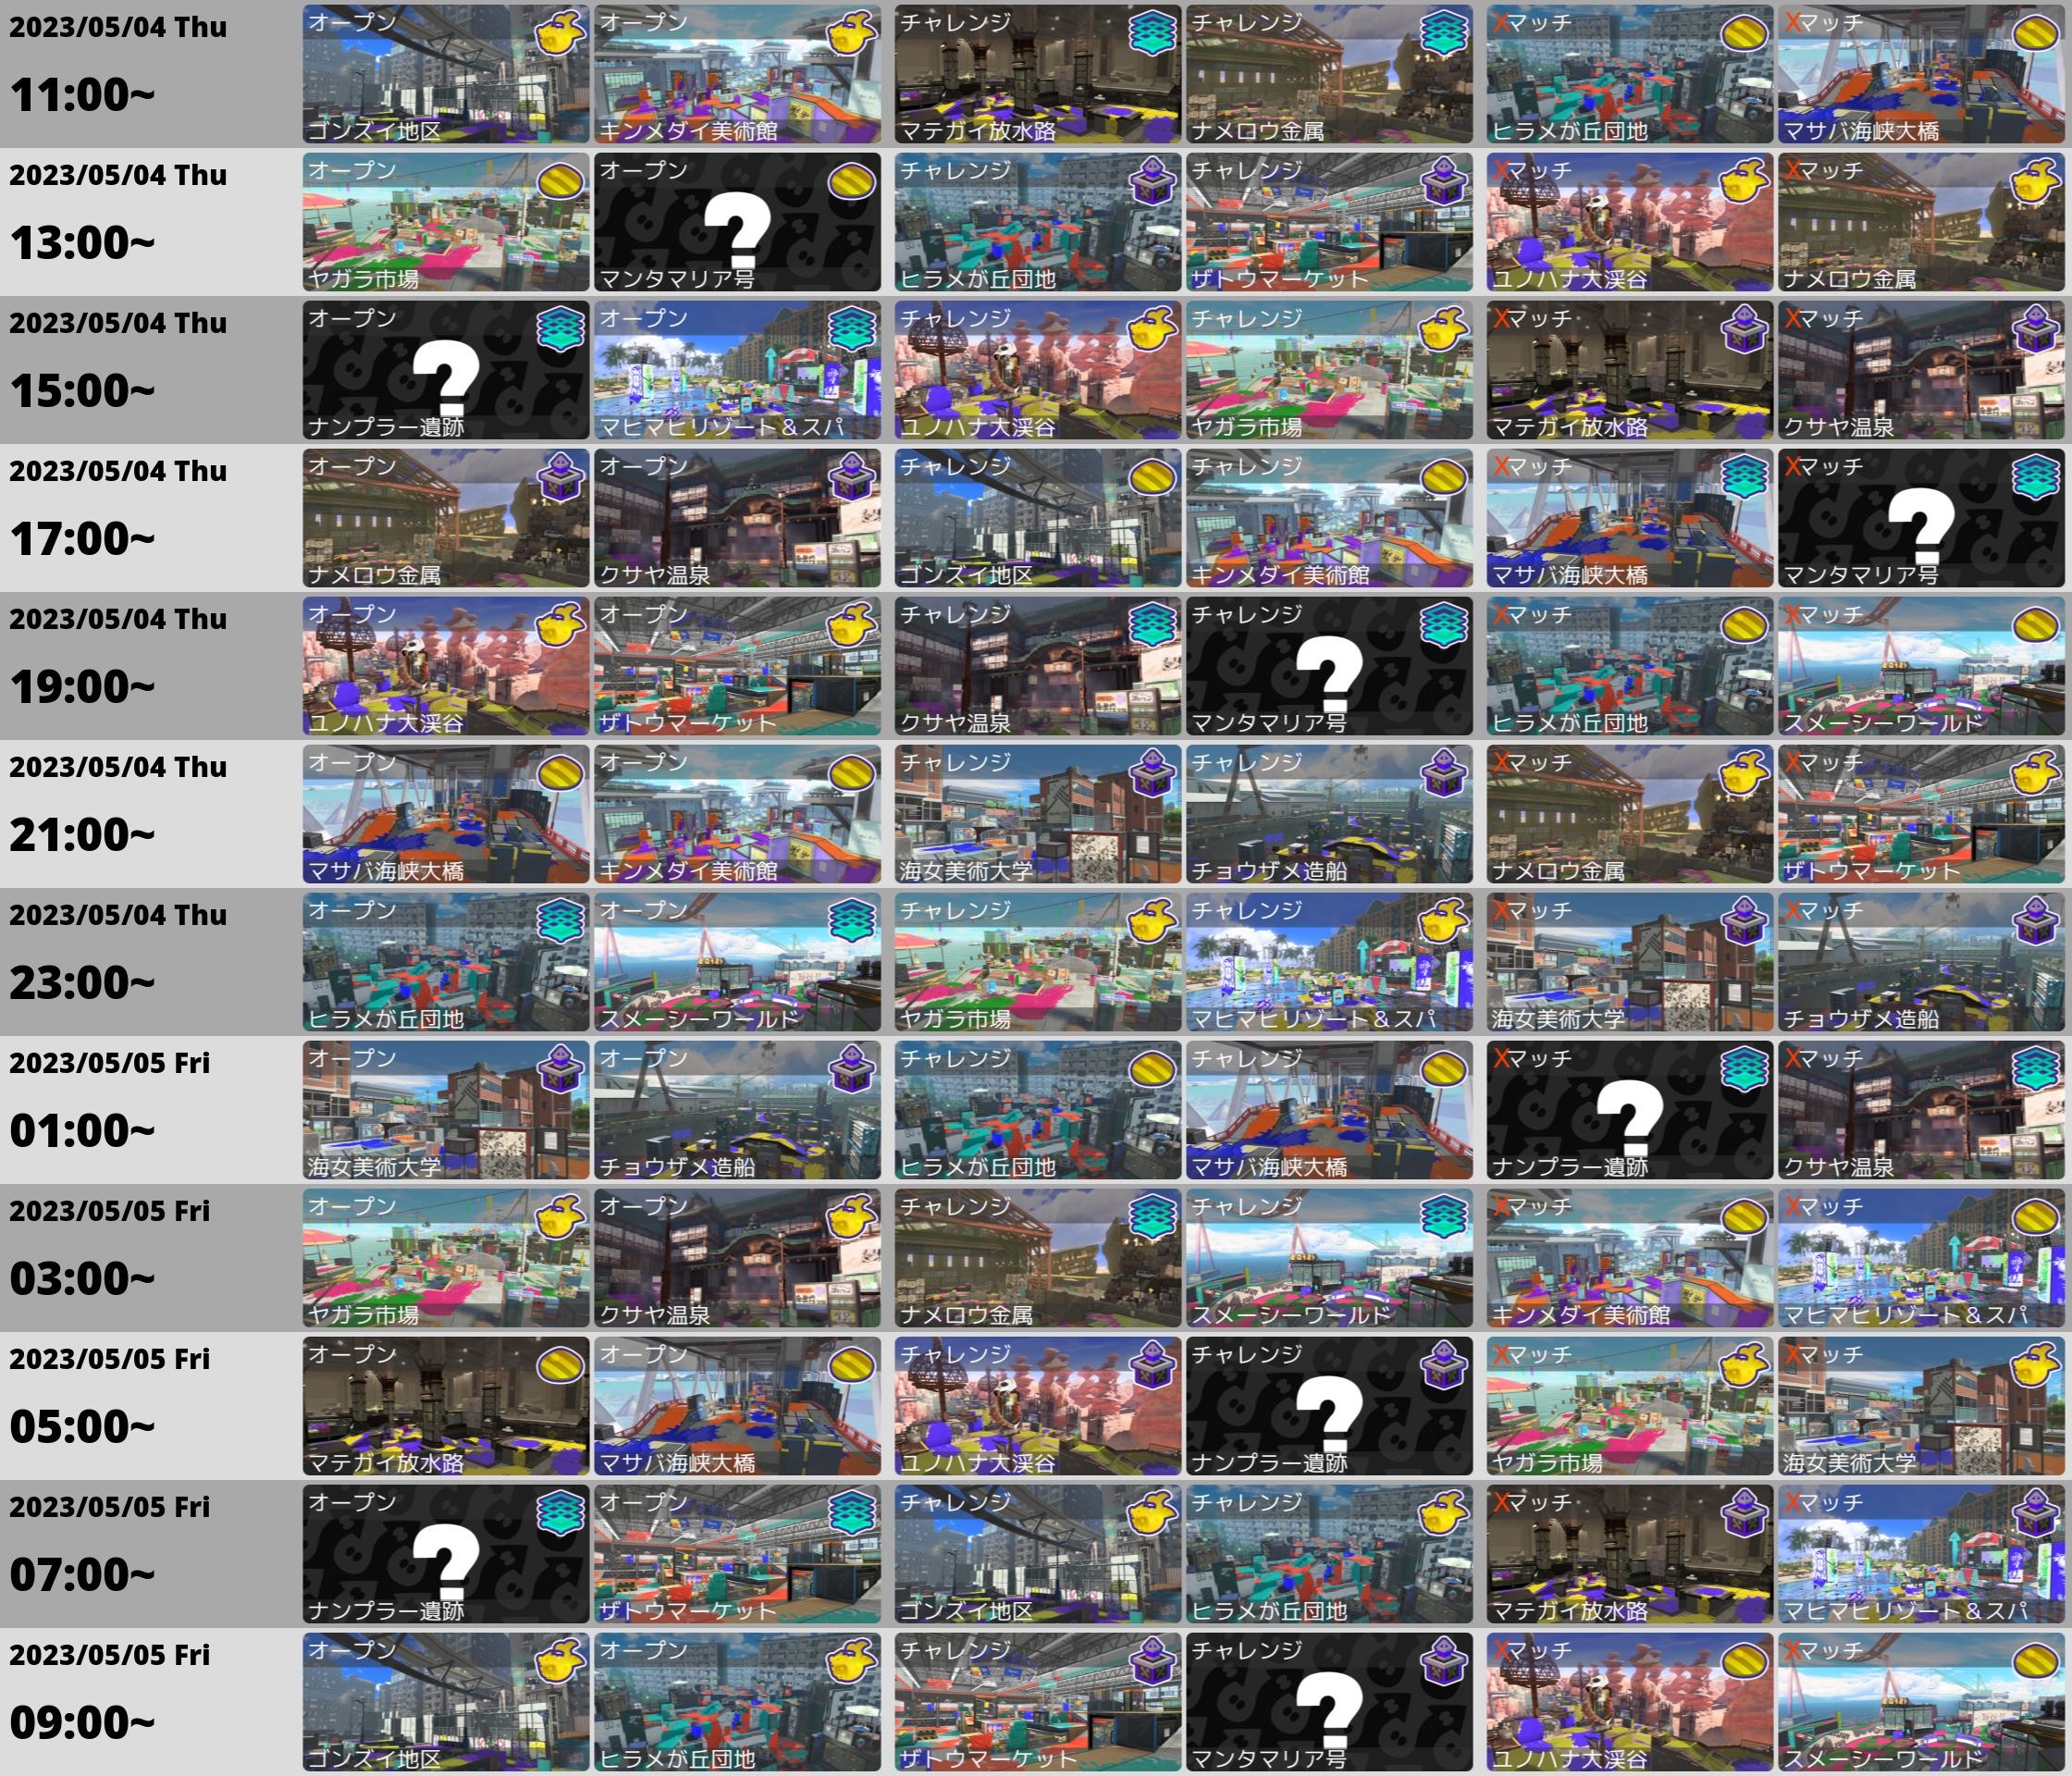 2023/05/04 Thu
11:00~
オープン
ゴンズイ地区
オープン
キンメダイ美術館
チャレンジ
マテガイ放水路
チャレンジ
ナメロウ金属
Xマッチ
ヒラメが丘団地
Xマッチ
マサバ海峡大橋
2023/05/04 Thu
13:00~
オープン
ヤガラ市場
オープン
?
マンタマリア号
チャレンジ
ヒラメが丘団地
チャレンジ
ザトウマーケット
Xマッチ
ユノハナ大渓谷
Xマッチ
ナメロウ金属
2023/05/04 Thu
15:00~
オープン
?
ナンプラー遺跡
オープン
マヒマヒリゾート&スパ
チャレンジ
ユノハナ大渓谷
チャレンジ
ヤガラ市場
Xマッチ
マテガイ放水路
Xマッチ
クサヤ温泉
2023/05/04 Thu
17:00~
オープン
ナメロウ金属
オープン
クサヤ温泉
チャレンジ
ゴンズイ地区
チャレンジ
キンメダイ美術館
Xマッチ
マサバ海峡大橋
Xマッチ
?
マンタマリア号
2023/05/04 Thu
19:00~
オープン
ユノハナ大渓谷
オープン
ザトウマーケット
チャレンジ
クサヤ温泉
チャレンジ
?
マンタマリア号
Xマッチ
ヒラメが丘団地
Xマッチ
スメーシーワールド
2023/05/04 Thu
21:00~
オープン
マサバ海峡大橋
オープン
キンメダイ美術館
チャレンジ
海女美術大学
チャレンジ
チョウザメ造船
Xマッチ
ナメロウ金属
Xマッチ
ザトウマーケット
2023/05/04 Thu
23:00~
オープン
ヒラメが丘団地
オープン
スメーシーワールド
チャレンジ
ヤガラ市場
チャレンジ
マヒマヒリゾート&スパ
Xマッチ
海女美術大学
Xマッチ
チョウザメ造船
2023/05/05 Fri
01:00~
オープン
海女美術大学
オープン
チョウザメ造船
チャレンジ
ヒラメが丘団地
チャレンジ
マサバ海峡大橋
Xマッチ
?
ナンプラー遺跡
Xマッチ
クサヤ温泉
2023/05/05 Fri
03:00~
オープン
ヤガラ市場
オープン
クサヤ温泉
チャレンジ
ナメロウ金属
チャレンジ
スメーシーワールド
Xマッチ
キンメダイ美術館
Xマッチ
マヒマヒリゾート&スパ
2023/05/05 Fri
05:00~
オープン
マテガイ放水路
オープン
マサバ海峡大橋
チャレンジ
ユノハナ大渓谷
チャレンジ
?
ナンプラー遺跡
Xマッチ
ヤガラ市場
Xマッチ
海女美術大学
2023/05/05 Fri
07:00~
オープン
?
ナンプラー遺跡
オープン
ザトウマーケット
チャレンジ
ゴンズイ地区
チャレンジ
ヒラメが丘団地
Xマッチ
マテガイ放水路
Xマッチ
マヒマヒリゾート&スパ
2023/05/05 Fri
09:00~
オープン
ゴンズイ地区
オープン
ヒラメが丘団地
チャレンジ
ザトウマーケット
チャレンジ
?
マンタマリア号
Xマッチ
ユノハナ大渓谷
Xマッチ
スメーシーワールド